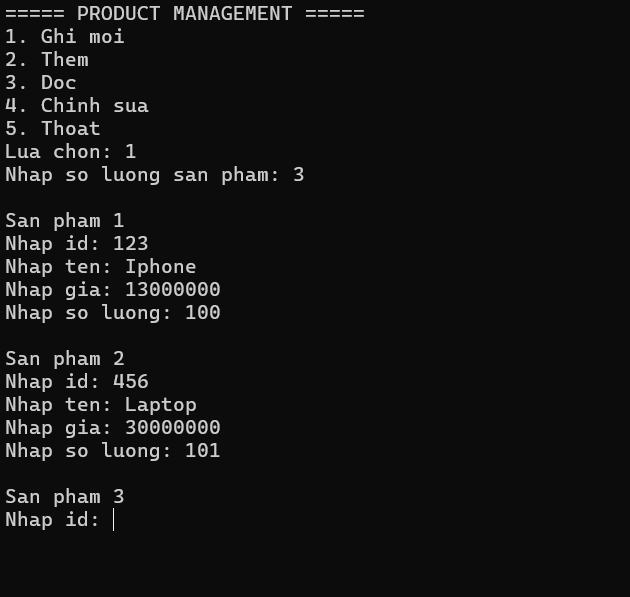 ===== PRODUCT MANAGEMENT =====
1. Ghi moi
2. Them
3. Doc
4. Chinh sua
5. Thoat
Lua chon: 1
Nhap so luong san pham: 3
San pham 1
Nhap id: 123
Nhap ten: Iphone
Nhap gia: 13000000
Nhap so luong: 100
San pham 2
Nhap id: 456
Nhap ten: Laptop
Nhap gia: 30000000
Nhap so luong: 101
San pham 3
Nhap id: